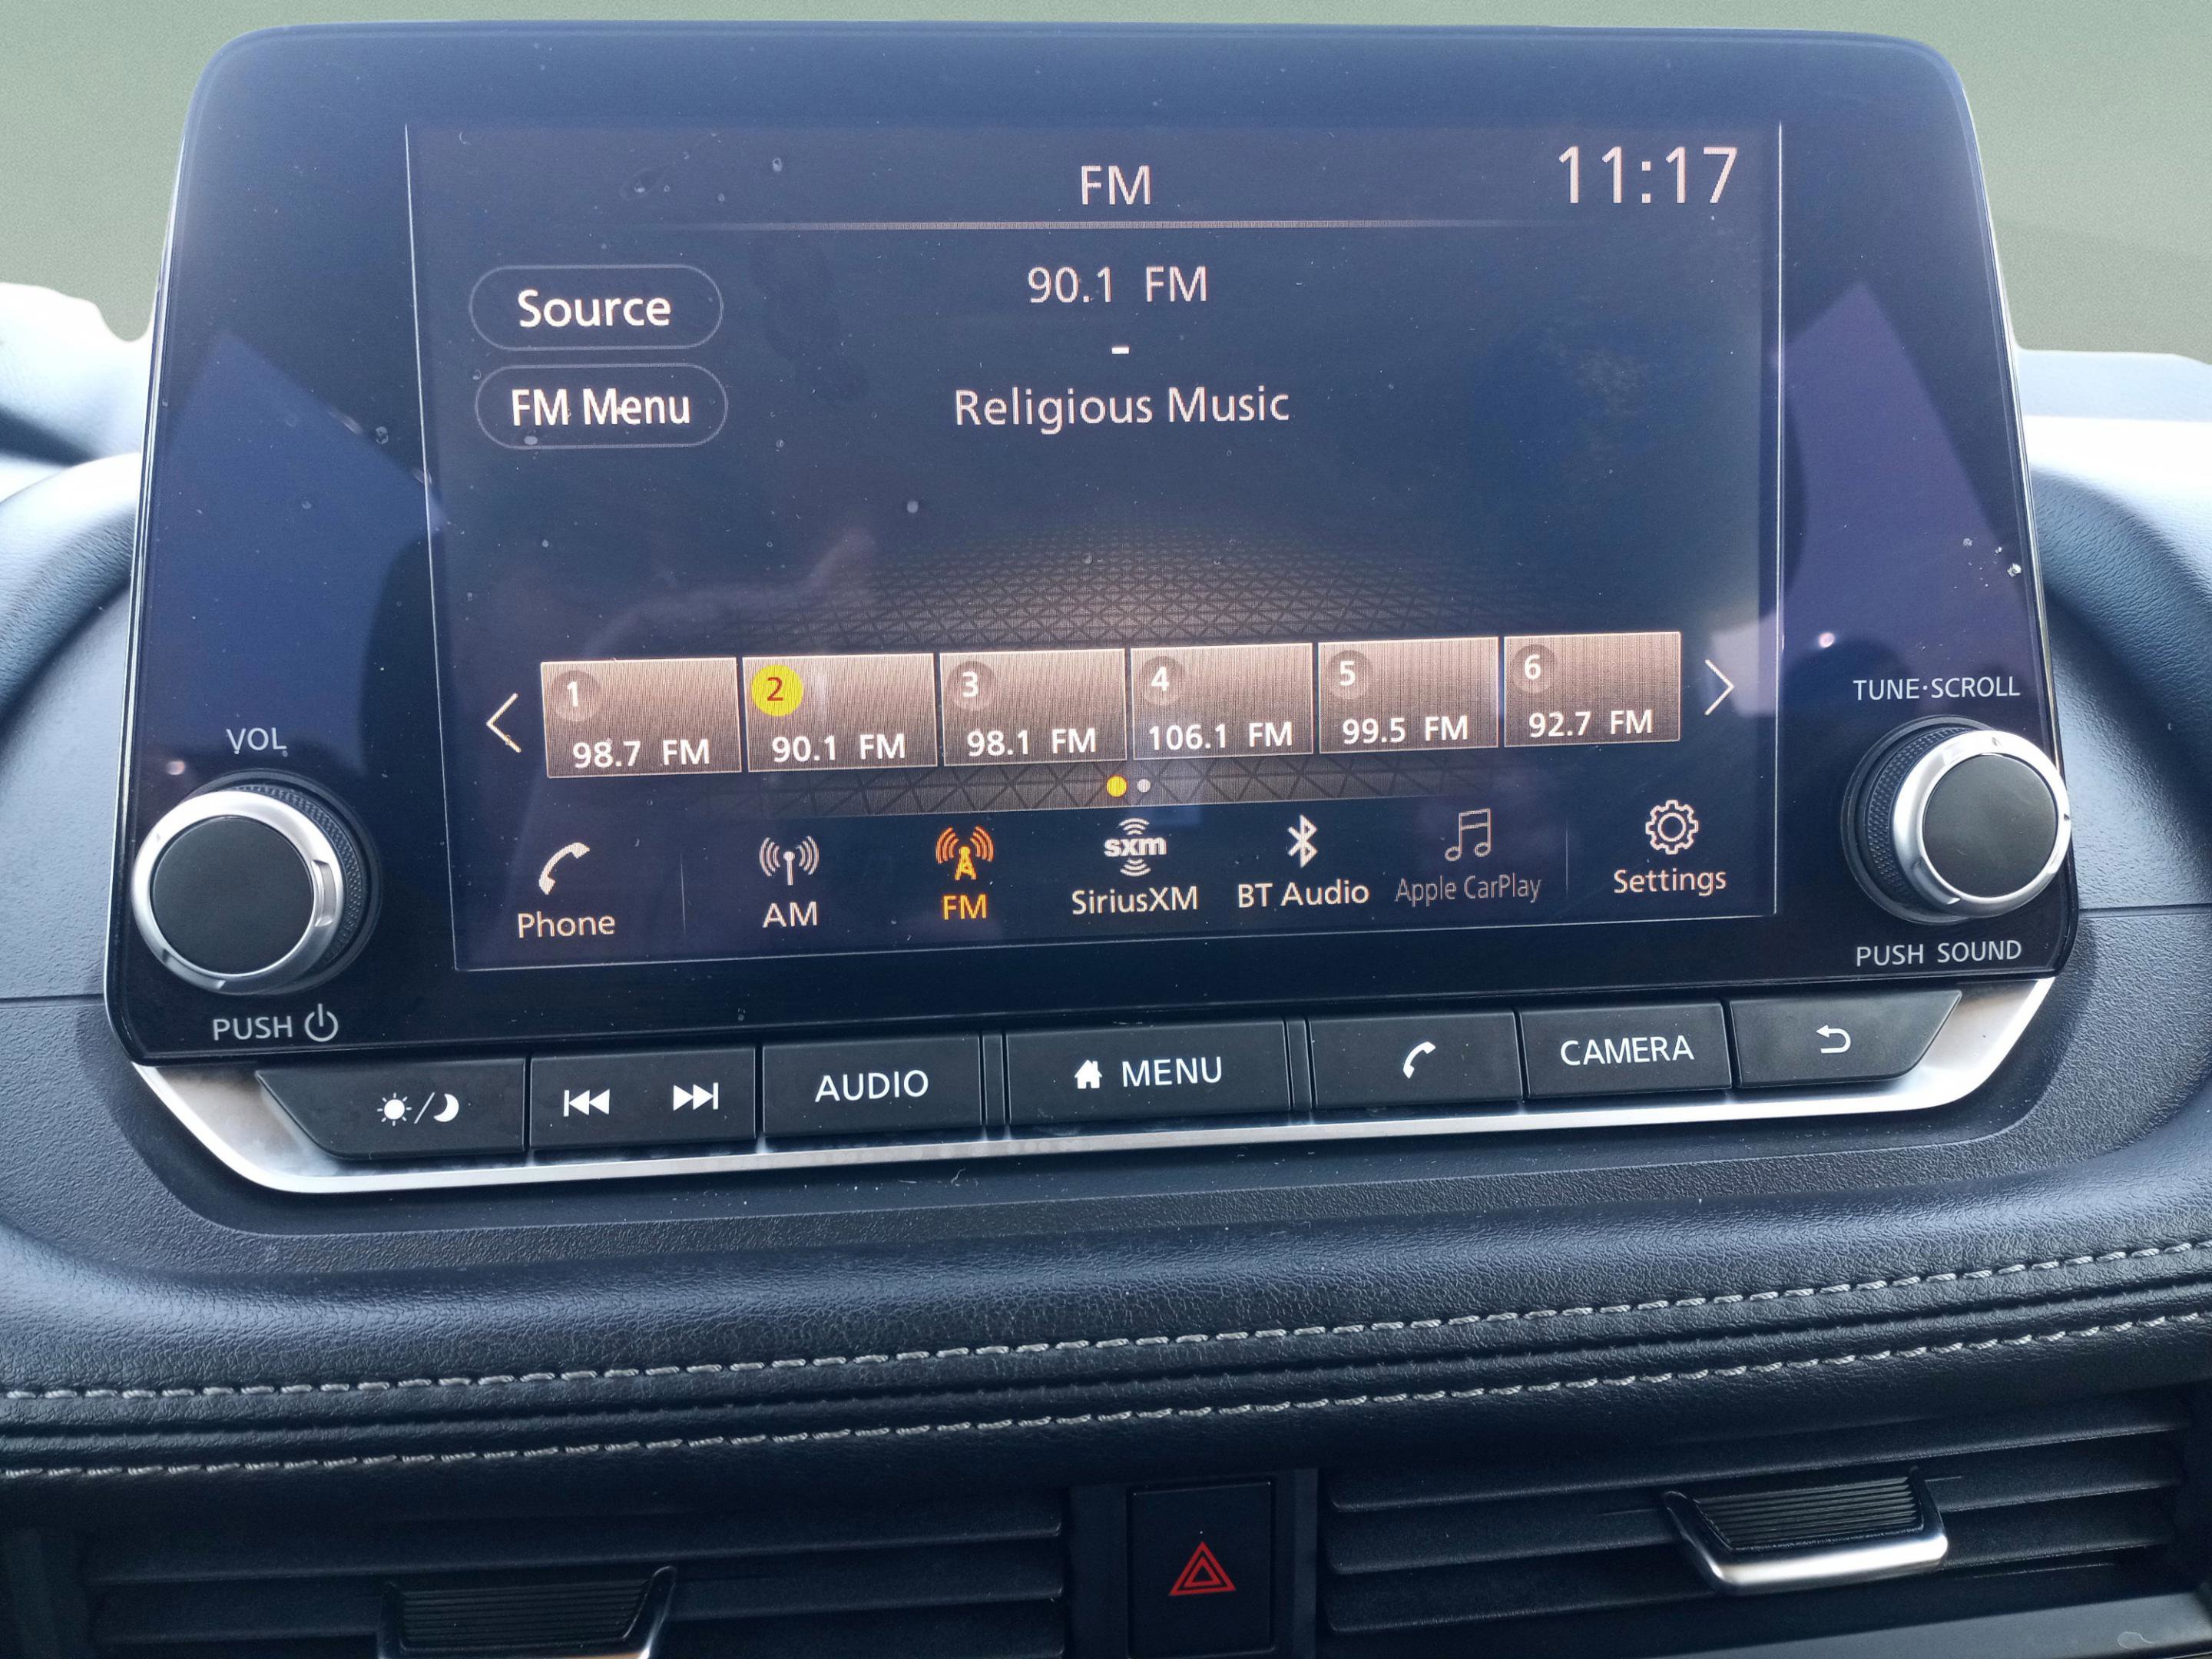 FM
11:17
Source
90.1 FM
-
FM Menu
Religious Music
1
2
3
4
5
6
98.7 FM
90.1 FM
98.1 FM
106.1 FM
99.5 FM
92.7 FM
Phone
AM
FM
sxm
SiriusXM
BT Audio
Apple CarPlay
Settings
VOL
PUSH
TUNE·SCROLL
PUSH SOUND
AUDIO
MENU
CAMERA